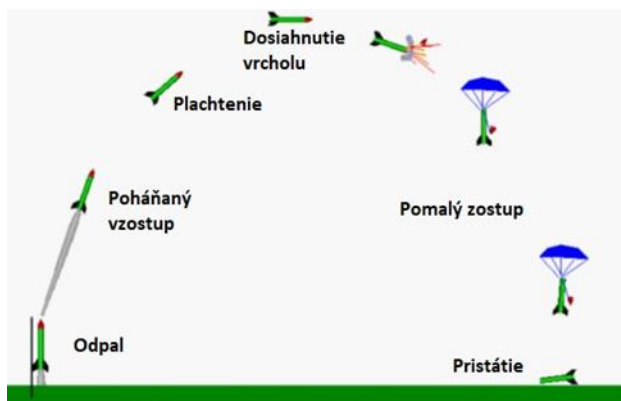 Dosiahnutie
vrcholu
Plachtenie
Poháňaný
vzostup
Pomalý zostup
Odpal
Pristátie